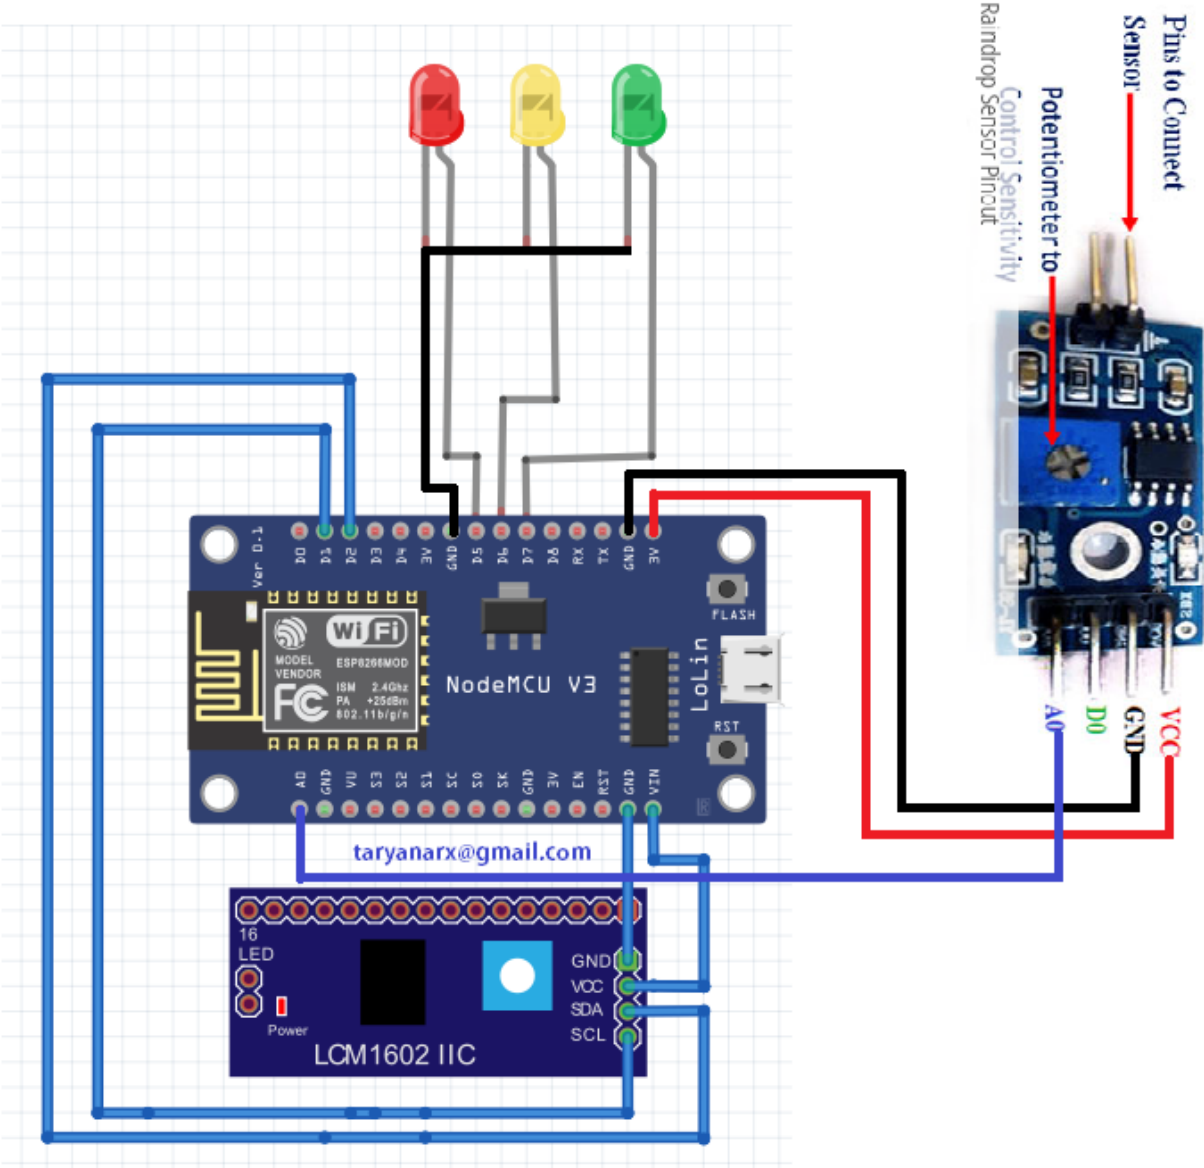 Pins to Connect
Sensor
Potentiometer to
Control Sensitivity
Raindrop Sensor Pinout
Ver 0.1
D0
D1
D2
D3
D4
3V
GND
D5
D6
D7
D8
RX
TX
GND
3V
FLASH
WiFi
MODEL
VENDOR
ESP8266MOD
FC
ISM 2.4Ghz
PA +25dBm
802.11b/g/n
NodeMCU V3
LoLin
RST
A0
GND
VU
S3
S2
S1
SC
S0
SK
GND
3V
EN
RST
GND
VIN
A0
D0
GND
VCC
taryanarx@gmail.com
16
LED
Power
GND
VCC
SDA
SCL
LCM1602 IIC